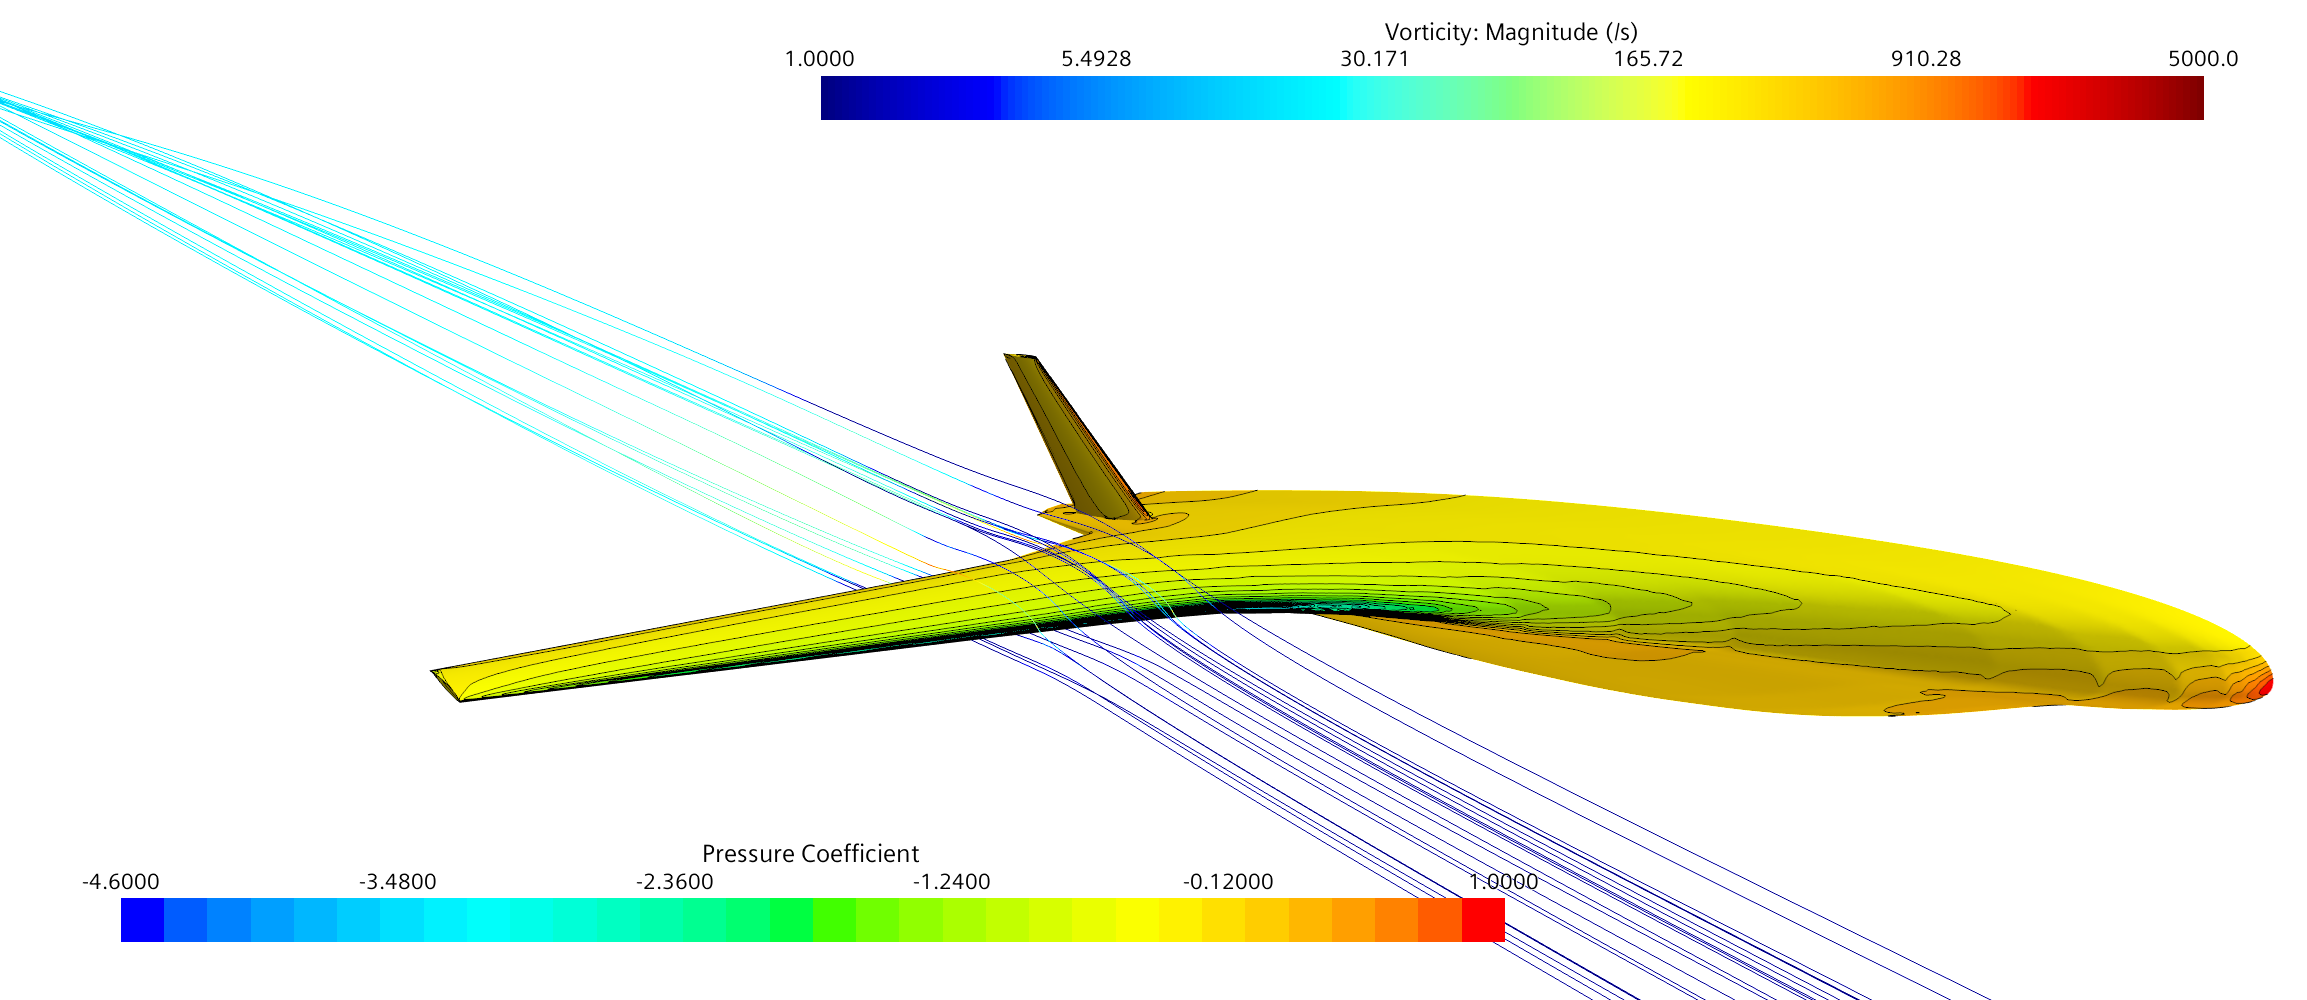 Vorticity: Magnitude (/s)
1.0000 5.4928 30.171 165.72 910.28 5000.0
Pressure Coefficient
-4.6000 -3.4800 -2.3600 -1.2400 -0.12000 1.0000